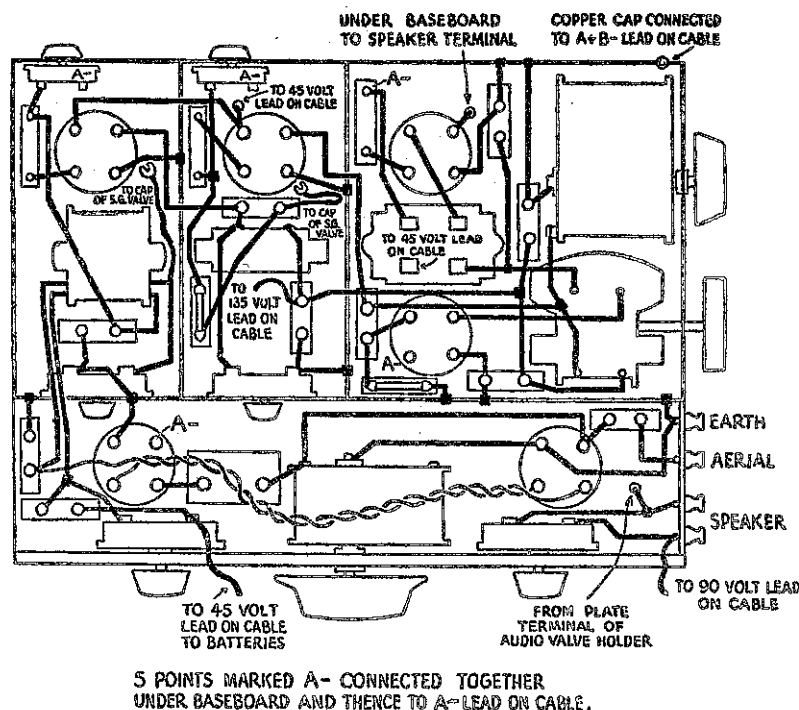 UNDER BASEBOARD
TO SPEAKER TERMINAL
COPPER CAP CONNECTED
TO A+B- LEAD ON CABLE
A-
A-
A-
TO 45 VOLT
LEAD ON CABLE
TO CAP
OF S.G. VALVE
TO CAP
OF S.G.
VALVE
TO 45 VOLT LEAD
ON CABLE
TO
135 VOLT
LEAD ON
CABLE
A-
A-
EARTH
AERIAL
SPEAKER
TO 45 VOLT
LEAD ON CABLE
TO BATTERIES
FROM PLATE
TERMINAL OF
AUDIO VALVE HOLDER
TO 90 VOLT LEAD
ON CABLE
5 POINTS MARKED A- CONNECTED TOGETHER
UNDER BASEBOARD AND THENCE TO A- LEAD ON CABLE.